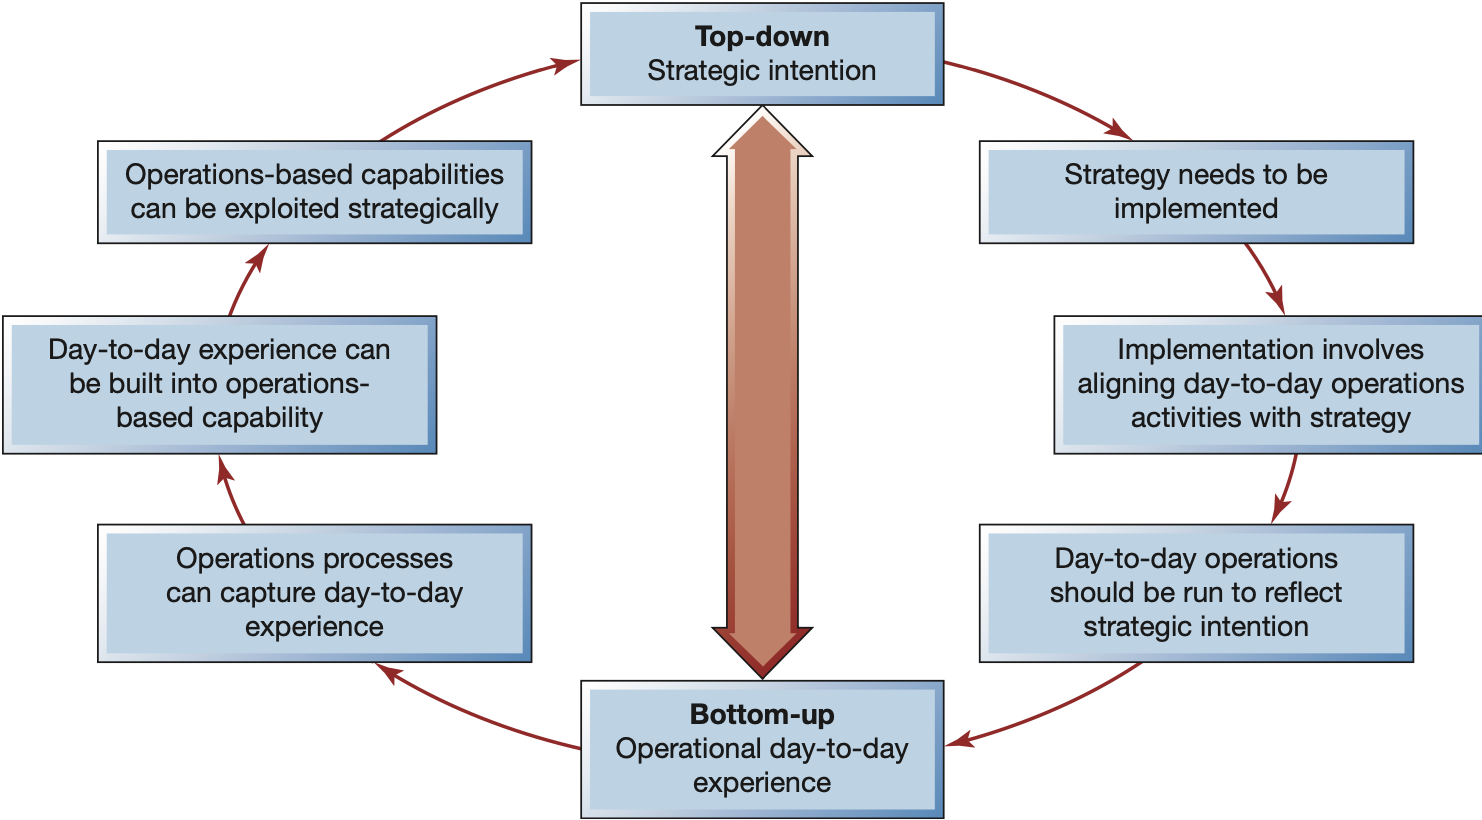 Top-down
Strategic intention
Strategy needs to be
implemented
Implementation involves
aligning day-to-day operations
activities with strategy
Day-to-day operations
should be run to reflect
strategic intention
Bottom-up
Operational day-to-day
experience
Operations processes
can capture day-to-day
experience
Day-to-day experience can
be built into operations-
based capability
Operations-based capabilities
can be exploited strategically